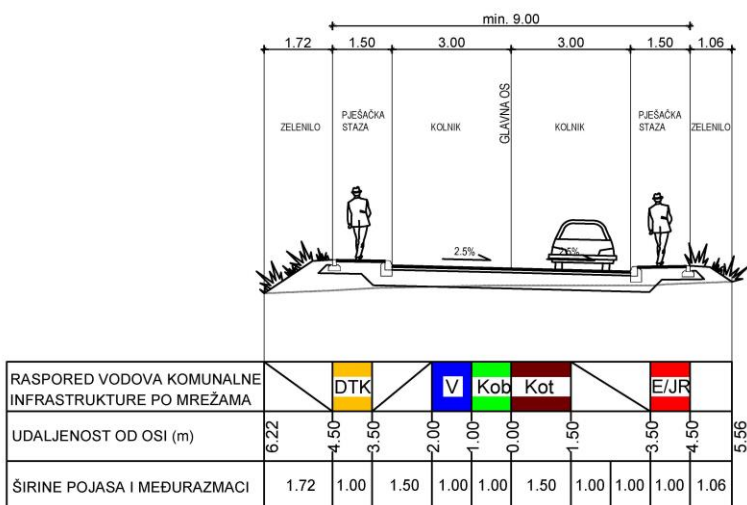 min. 9.00
1.72 1.50 3.00 3.00 1.50 1.06
ZELENILO
PJEŠAČKA
STAZA
KOLNIK
GLAVNA OS
KOLNIK
PJEŠAČKA
STAZA
ZELENILO
2.5%
2.5%
RASPORED VODOVA KOMUNALNE
INFRASTRUKTURE PO MREŽAMA
DTK V Kob Kot E/JR
UDALJENOST OD OSI (m)
6.22 4.50 3.50 2.00 1.00 0.00 1.50 3.50 4.50 5.56
ŠIRINE POJASA I MEĐURAZMACI
1.72 1.00 1.50 1.00 1.00 1.50 1.00 1.00 1.00 1.06